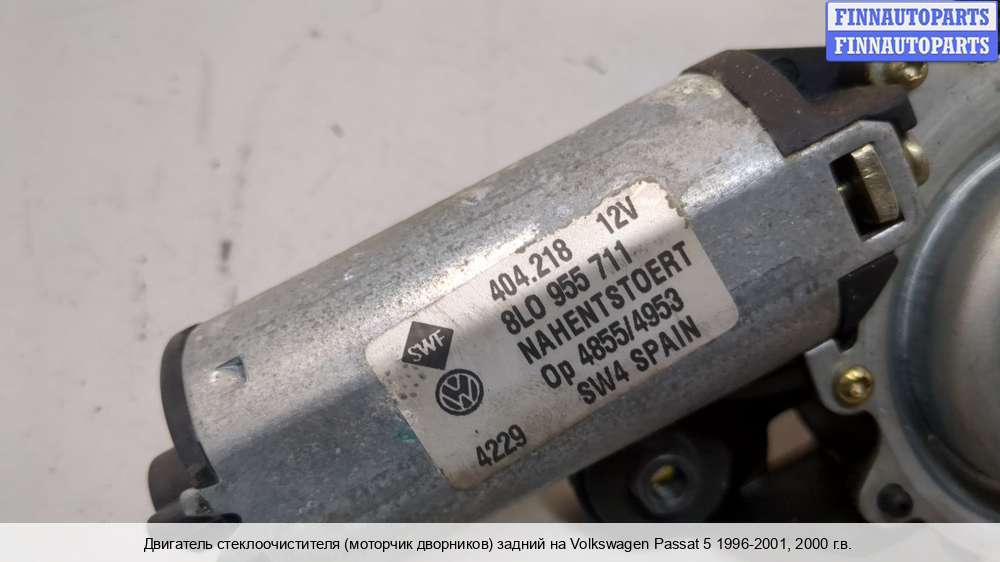 FINNAUTOPARTS
FINNAUTOPARTS
404.218 12V
8L0 955 711
NAHENTSTOERT
Op 4855/4953
SW4 SPAIN
SWF
4229
Двигатель стеклоочистителя (моторчик дворников) задний на Volkswagen Passat 5 1996-2001, 2000 г.в.